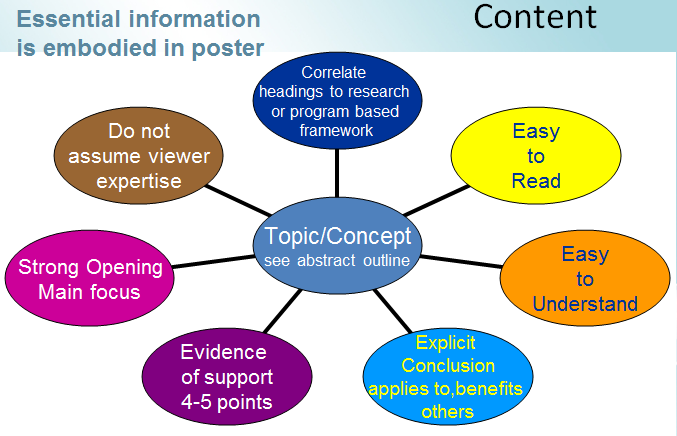 Essential information
is embodied in poster
Content
Correlate
headings to research
or program based
framework
Do not
assume viewer
expertise
Easy
to
Read
Topic/Concept
see abstract outline
Strong Opening
Main focus
Easy
to
Understand
Evidence
of support
4-5 points
Explicit
Conclusion
applies to,benefits
others